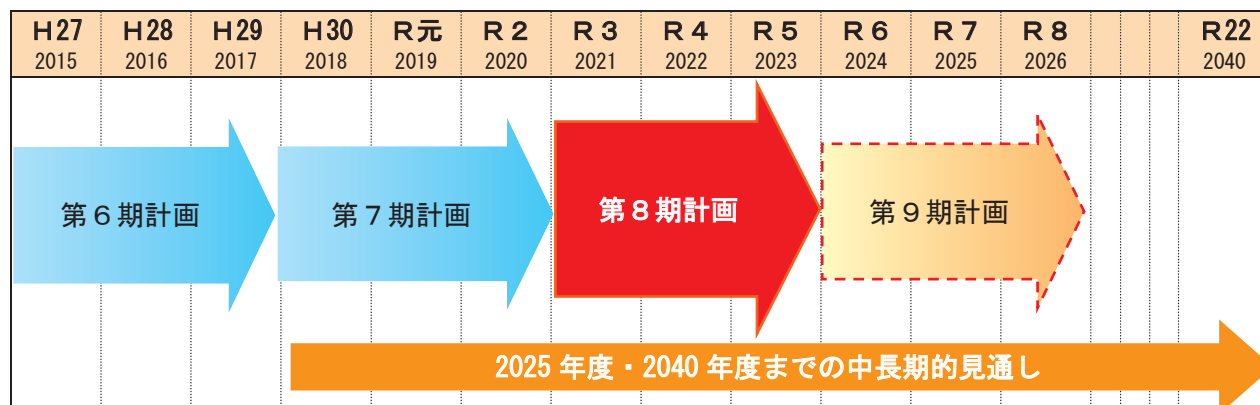 H27 H28 H29 H30 R元 R2 R3 R4 R5 R6 R7 R8 R22
2015 2016 2017 2018 2019 2020 2021 2022 2023 2024 2025 2026 2040
第６期計画 第７期計画 第８期計画 第９期計画
2025 年度・2040 年度までの中長期的見通し